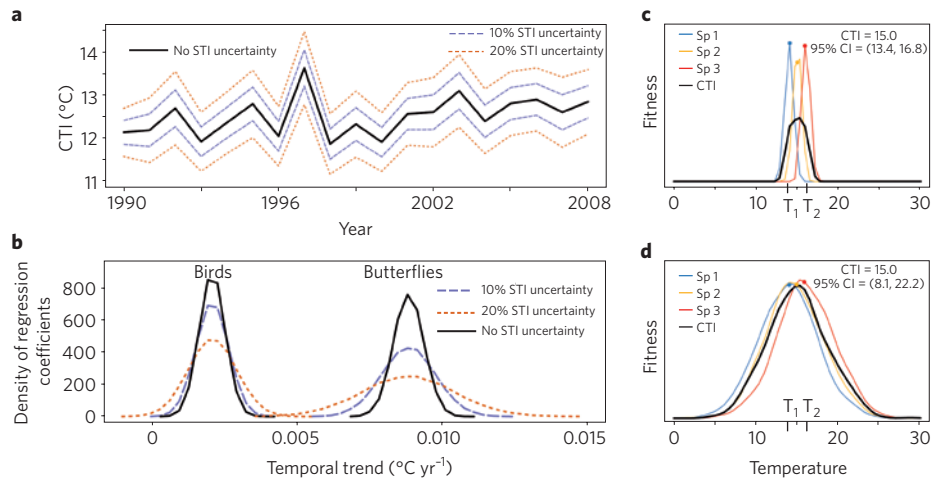 a
14
13
12
11
CTI (°C)
No STI uncertainty
10% STI uncertainty
20% STI uncertainty
1990
1996
2002
2008
Year
b
Birds
Butterflies
800
600
400
200
0
Density of regression
coefficients
10% STI uncertainty
20% STI uncertainty
No STI uncertainty
0
0.005
0.010
0.015
Temporal trend (°C yr⁻¹)
c
Sp 1
Sp 2
Sp 3
CTI
CTI = 15.0
95% CI = (13.4, 16.8)
Fitness
0
10
20
30
T₁ T₂
d
Sp 1
Sp 2
Sp 3
CTI
CTI = 15.0
95% CI = (8.1, 22.2)
Fitness
T₁ T₂
0
10
20
30
Temperature